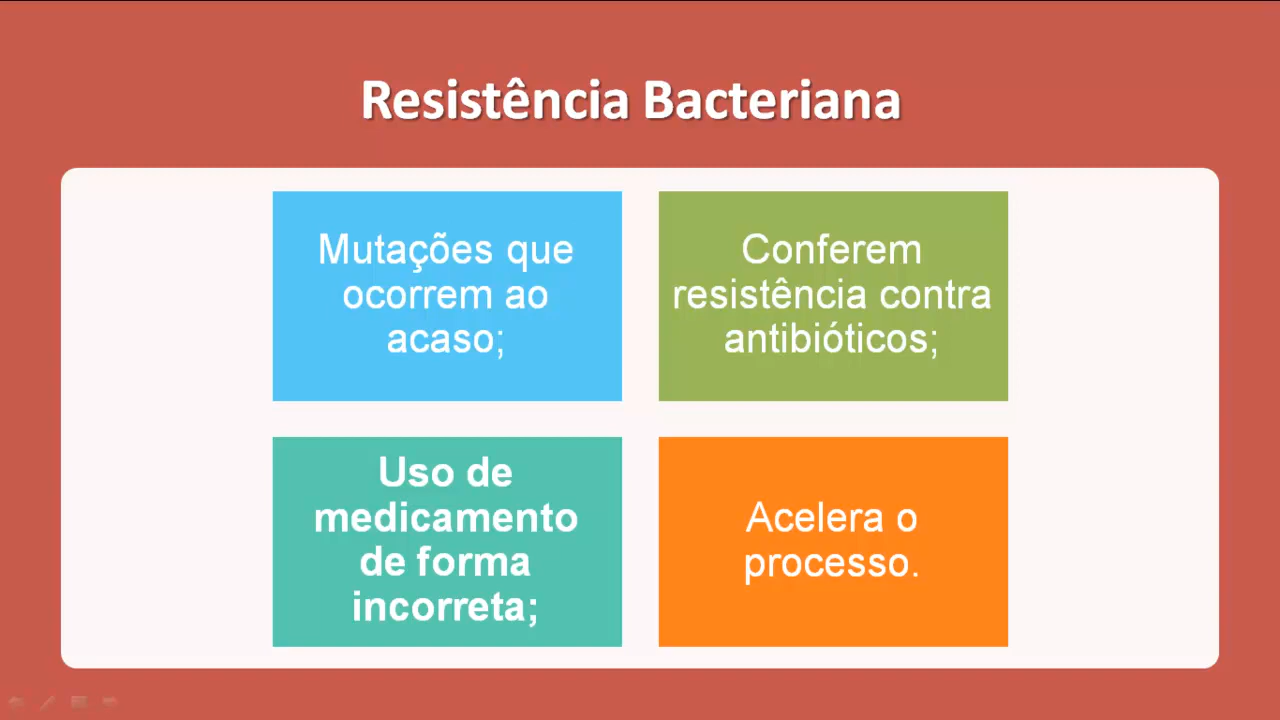 Resistência Bacteriana
Mutações que
ocorrem ao
acaso;
Conferem
resistência contra
antibióticos;
Uso de
medicamento
de forma
incorreta;
Acelera o
processo.